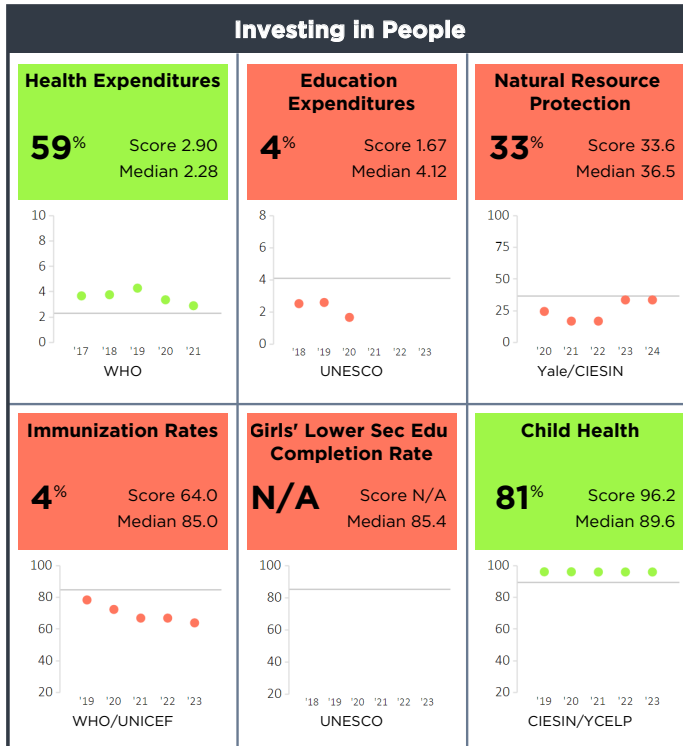 Investing in People
Health Expenditures
59%
Score 2.90
Median 2.28
10
8
6
4
2
0
'17 '18 '19 '20 '21
WHO
Education
Expenditures
4%
Score 1.67
Median 4.12
8
6
4
2
0
'18 '19 '20 '21 '22 '23
UNESCO
Natural Resource
Protection
33%
Score 33.6
Median 36.5
100
75
50
25
0
'20 '21 '22 '23 '24
Yale/CIESIN
Immunization Rates
4%
Score 64.0
Median 85.0
100
80
60
40
20
'19 '20 '21 '22 '23
WHO/UNICEF
Girls' Lower Sec Edu
Completion Rate
N/A
Score N/A
Median 85.4
100
80
60
40
20
'18 '19 '20 '21 '22 '23
UNESCO
Child Health
81%
Score 96.2
Median 89.6
100
80
60
40
20
'19 '20 '21 '22 '23
CIESIN/YCELP